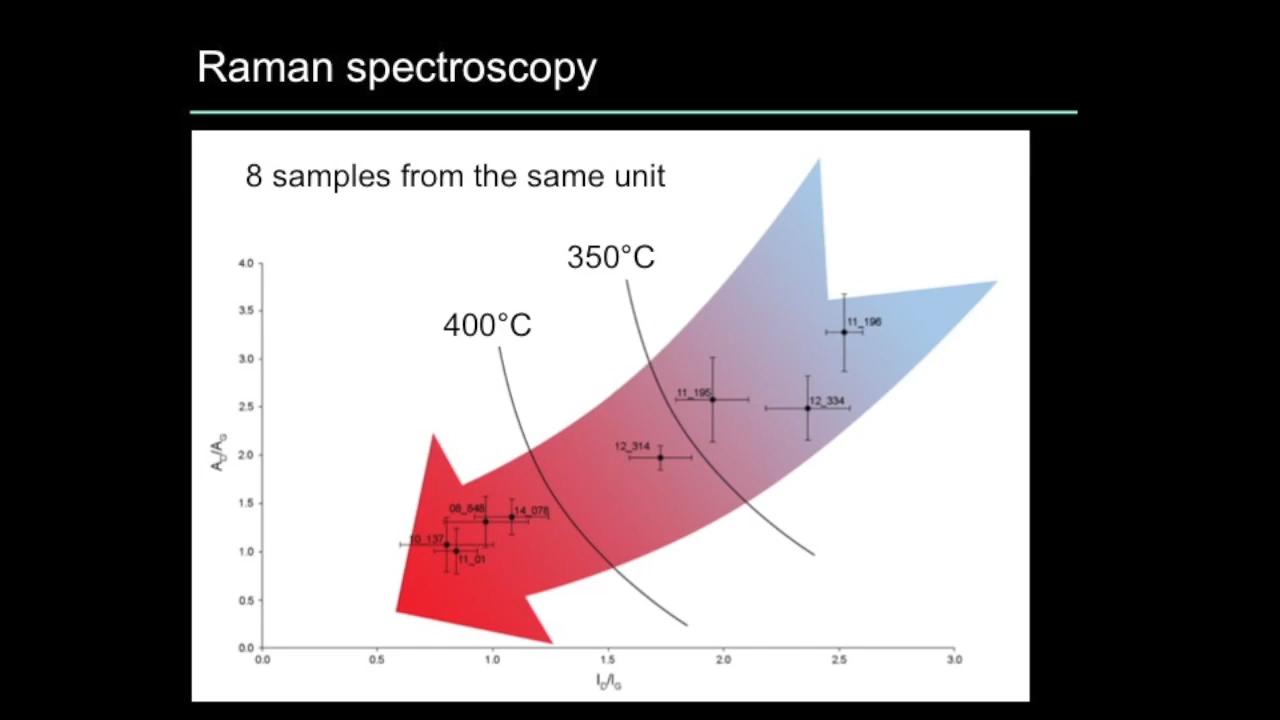 Raman spectroscopy
8 samples from the same unit
350°C
400°C
4.0
3.5
3.0
2.5
2.0
1.5
1.0
0.5
0.0
A_D/A_G
11_196
11_195
12_334
12_314
08_848
14_078
10_137
11_01
0.0 0.5 1.0 1.5 2.0 2.5 3.0
I_D/I_G